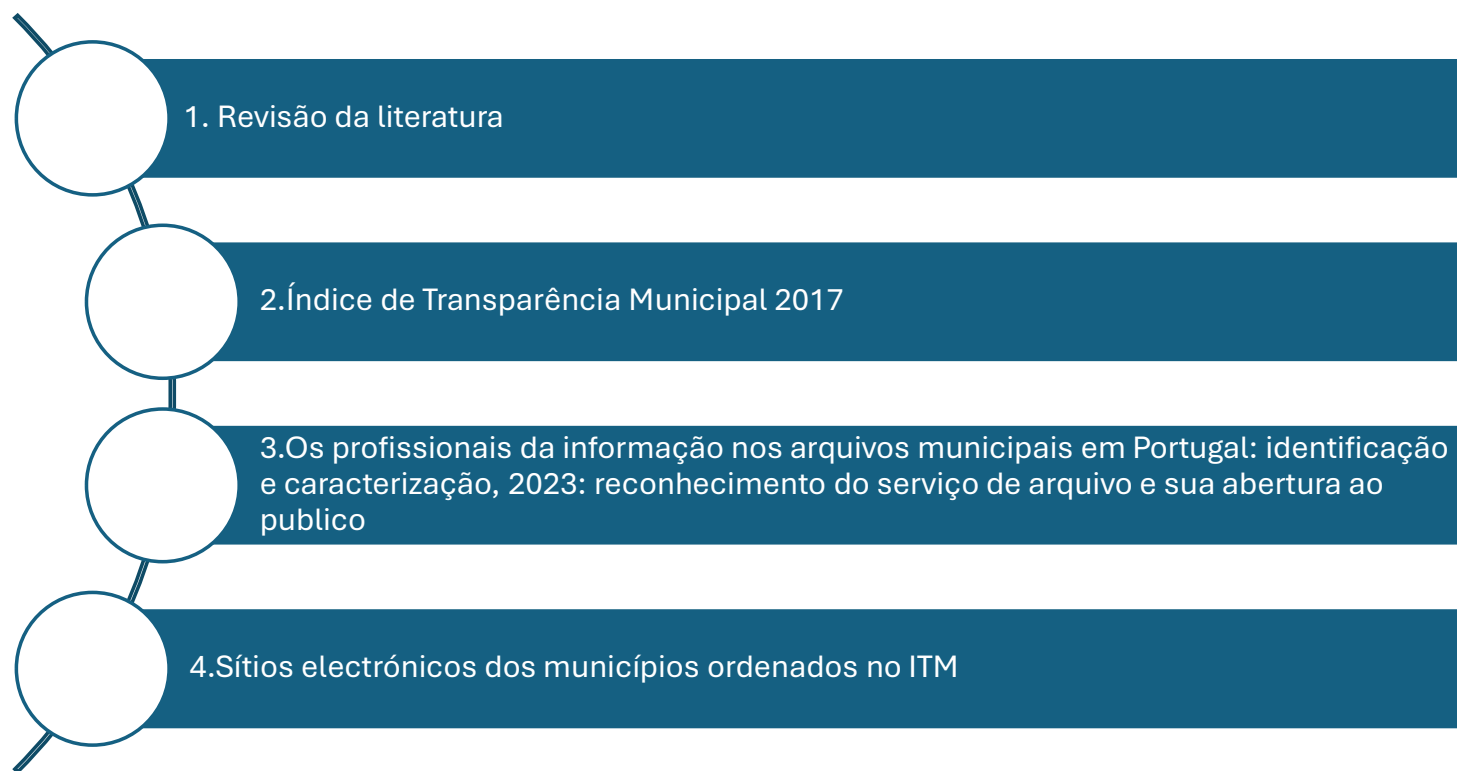 1. Revisão da literatura
2.Índice de Transparência Municipal 2017
3.Os profissionais da informação nos arquivos municipais em Portugal: identificação
e caracterização, 2023: reconhecimento do serviço de arquivo e sua abertura ao
publico
4.Sítios electrónicos dos municípios ordenados no ITM